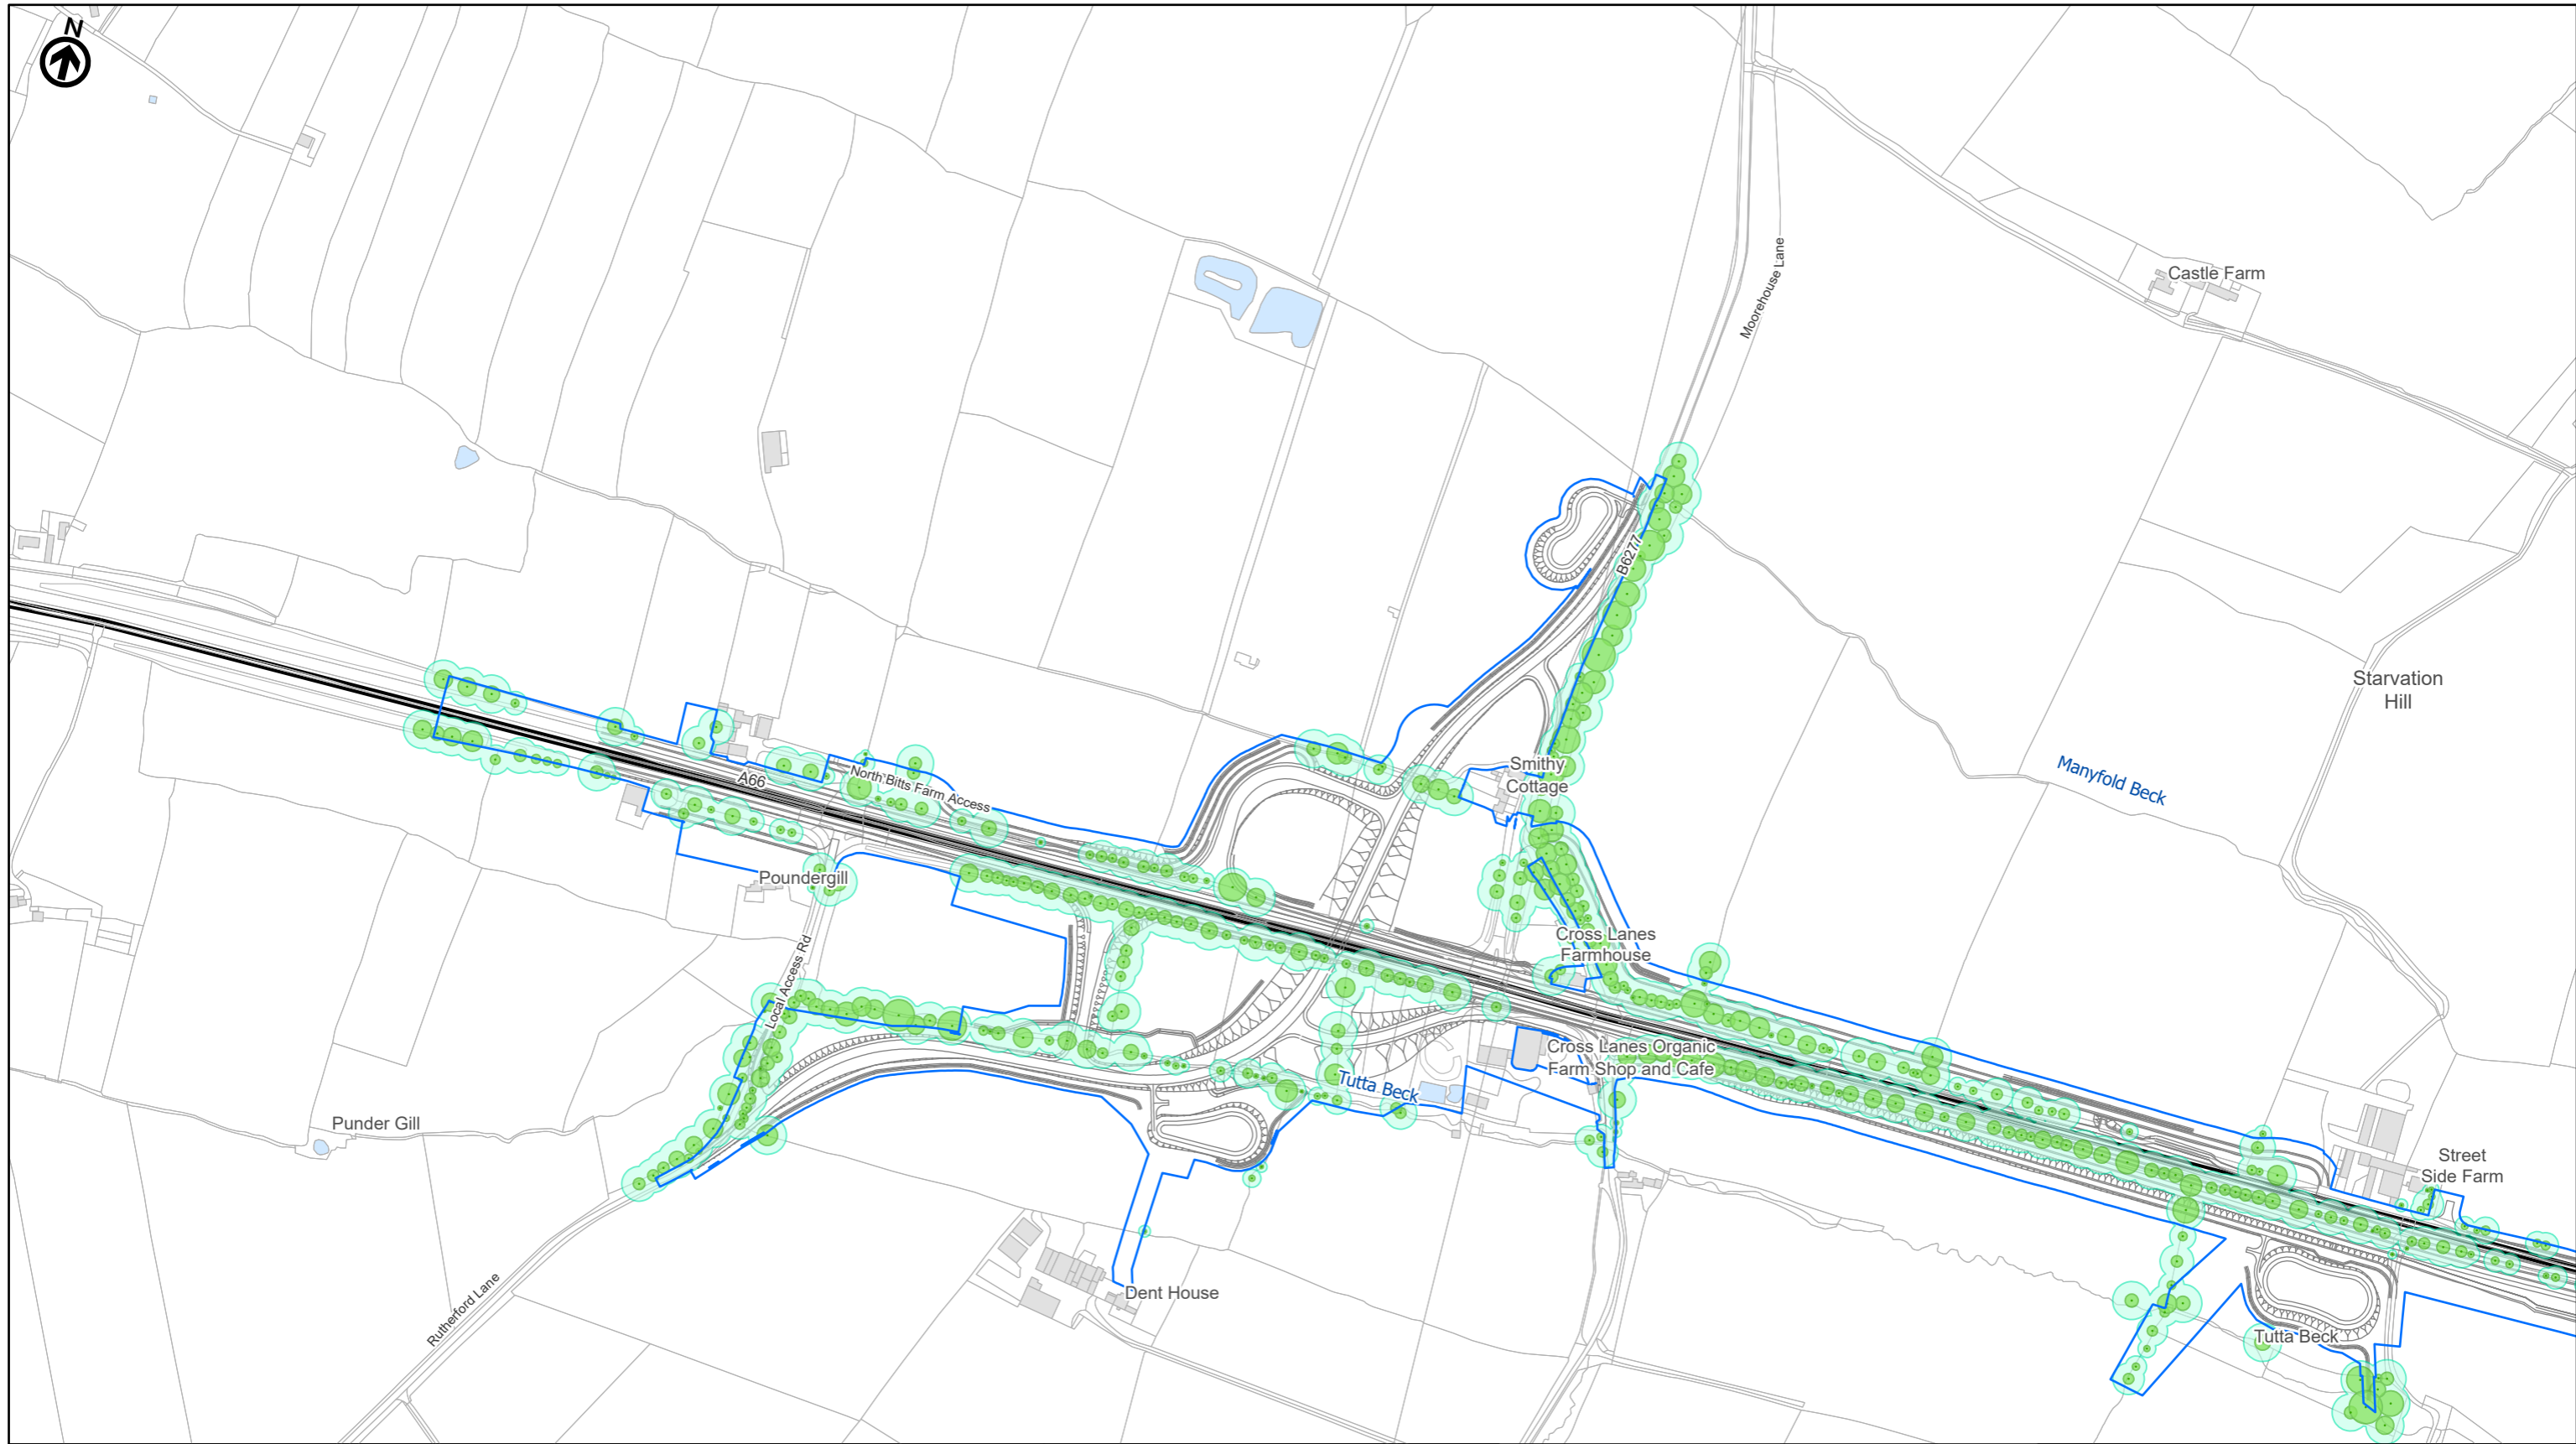 N
Castle Farm
Moorehouse Lane
B6277
Starvation
Hill
Manyfold Beck
Smithy
Cottage
A66
North Bitts Farm Access
Poundergill
Cross Lanes
Farmhouse
Local Access Rd
Cross Lanes Organic
Farm Shop and Cafe
Tutta Beck
Punder Gill
Street
Side Farm
Dent House
Rutherford Lane
Tutta Beck